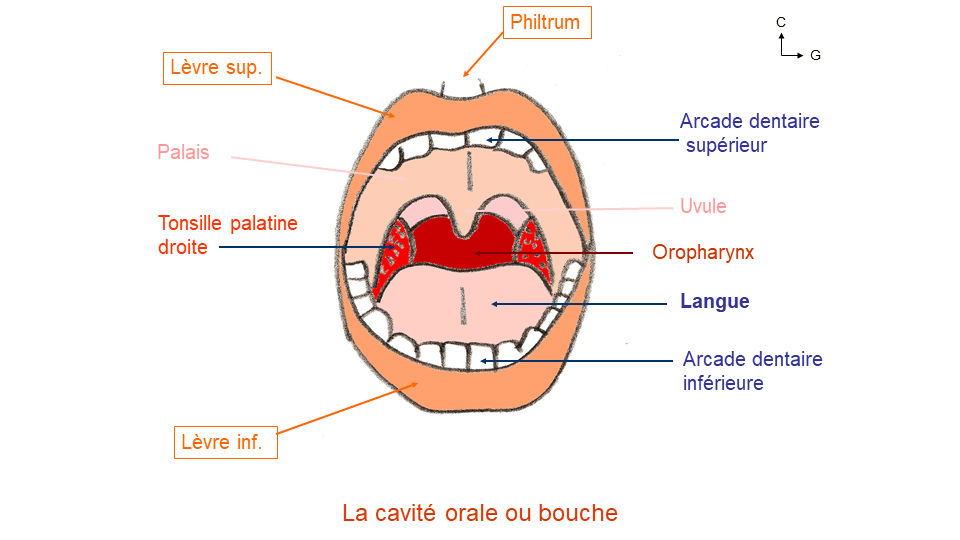 Philtrum
C
G
Lèvre sup.
Arcade dentaire
supérieur
Palais
Uvule
Tonsille palatine
droite
Oropharynx
Langue
Arcade dentaire
inférieure
Lèvre inf.
La cavité orale ou bouche